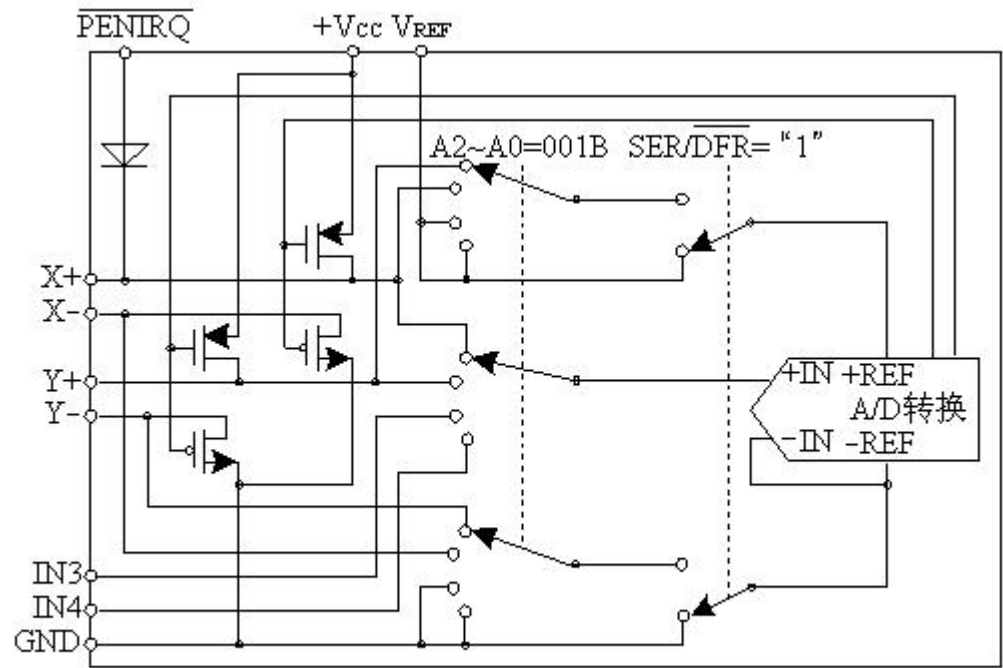 PENIRQ
+VCC VREF
A2~A0=001B SER/DFR= “1”
X+
X-
Y+
Y-
+IN +REF
A/D转换
-IN -REF
IN3
IN4
GND